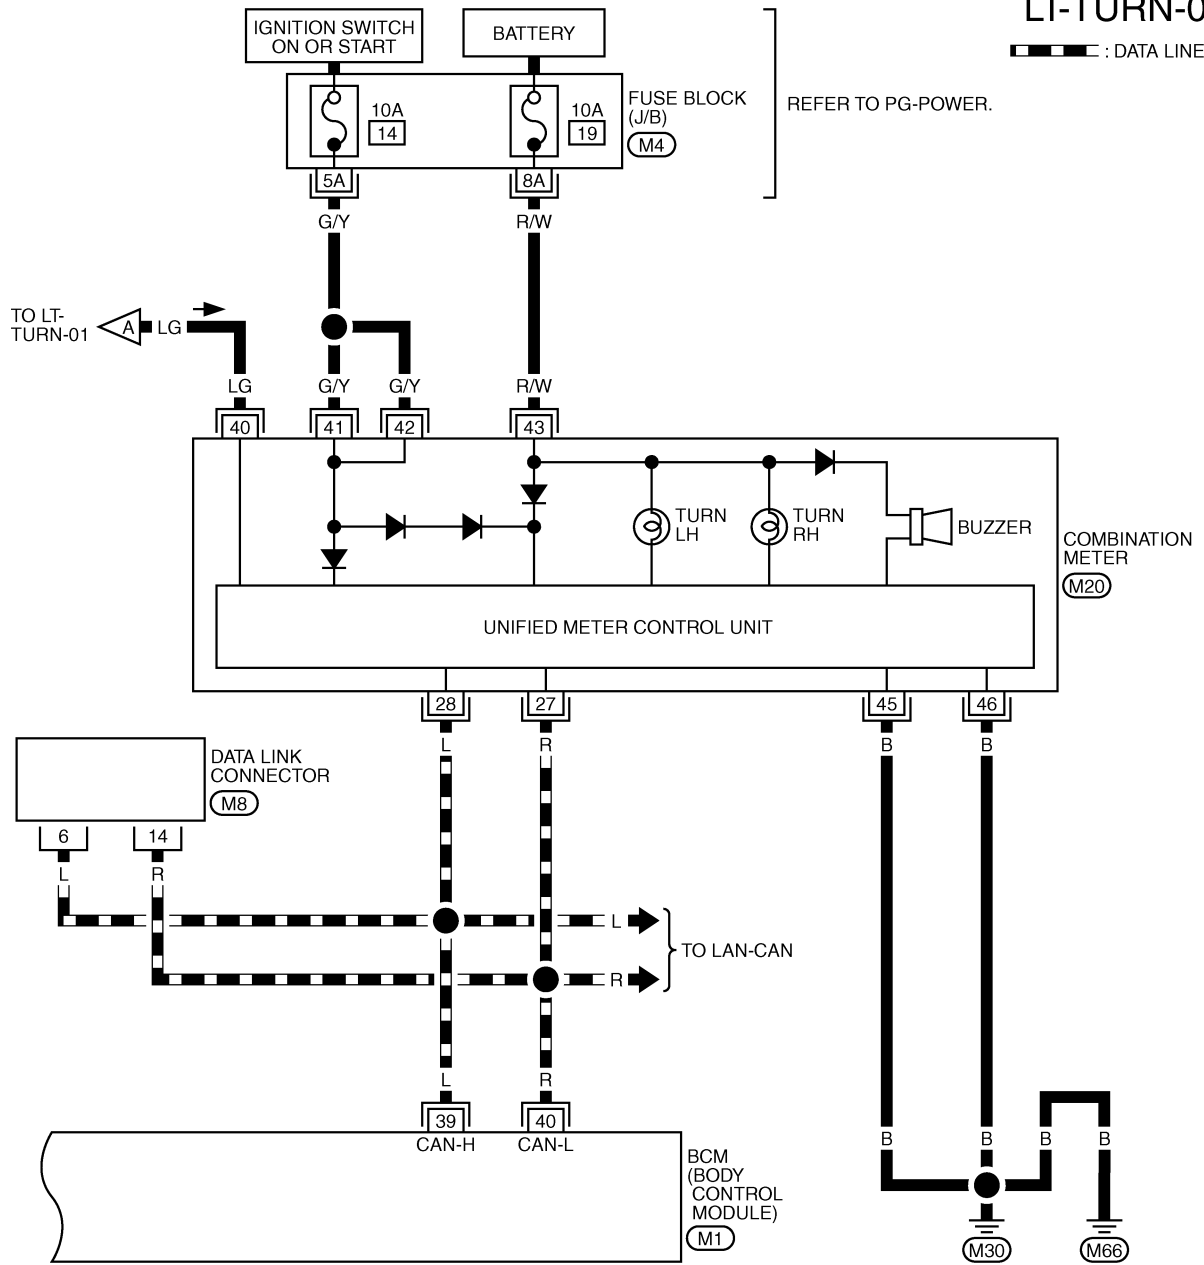 LT-TURN-0
: DATA LINE
IGNITION SWITCH
ON OR START
BATTERY
10A
14
10A
19
FUSE BLOCK
(J/B)
M4
REFER TO PG-POWER.
5A
8A
G/Y
R/W
TO LT-
TURN-01
A
LG
LG
G/Y
G/Y
R/W
40
41
42
43
TURN
LH
TURN
RH
BUZZER
COMBINATION
METER
M20
UNIFIED METER CONTROL UNIT
28
27
45
46
L
R
B
B
DATA LINK
CONNECTOR
M8
6
14
L
R
L
R
TO LAN-CAN
L
R
39
40
CAN-H
CAN-L
BCM
(BODY
CONTROL
MODULE)
M1
B
B
B
B
M30
M66